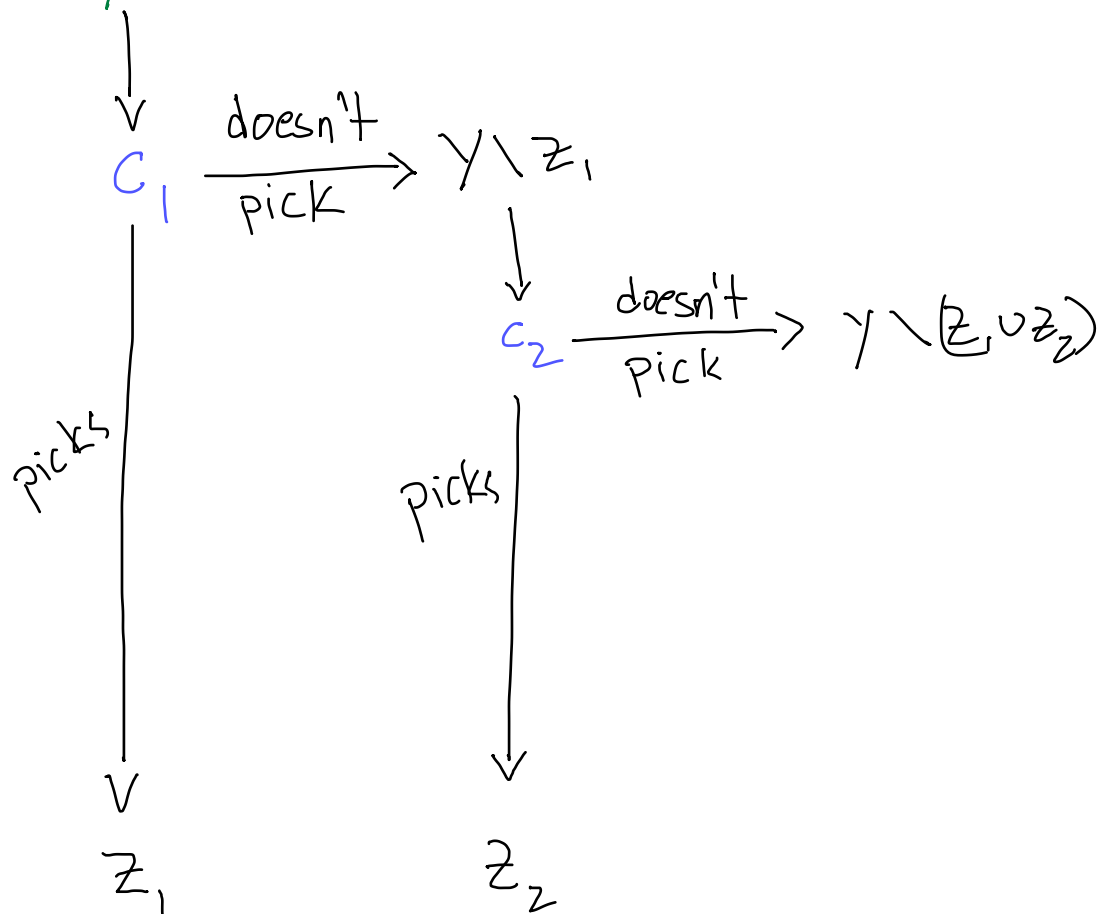 doesn't
C₁
Y \ Z₁
pick
doesn't
C₂
Y \ (Z₁ ∪ Z₂)
pick
picks
picks
Z₁
Z₂